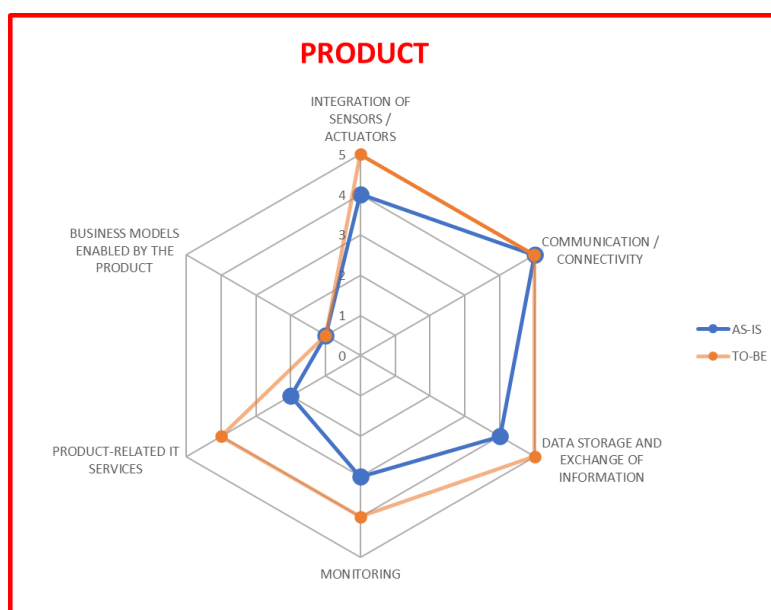 PRODUCT
INTEGRATION OF
SENSORS /
ACTUATORS
5
4
3
2
1
0
BUSINESS MODELS
ENABLED BY THE
PRODUCT
COMMUNICATION /
CONNECTIVITY
AS-IS
TO-BE
PRODUCT-RELATED IT
SERVICES
DATA STORAGE AND
EXCHANGE OF
INFORMATION
MONITORING